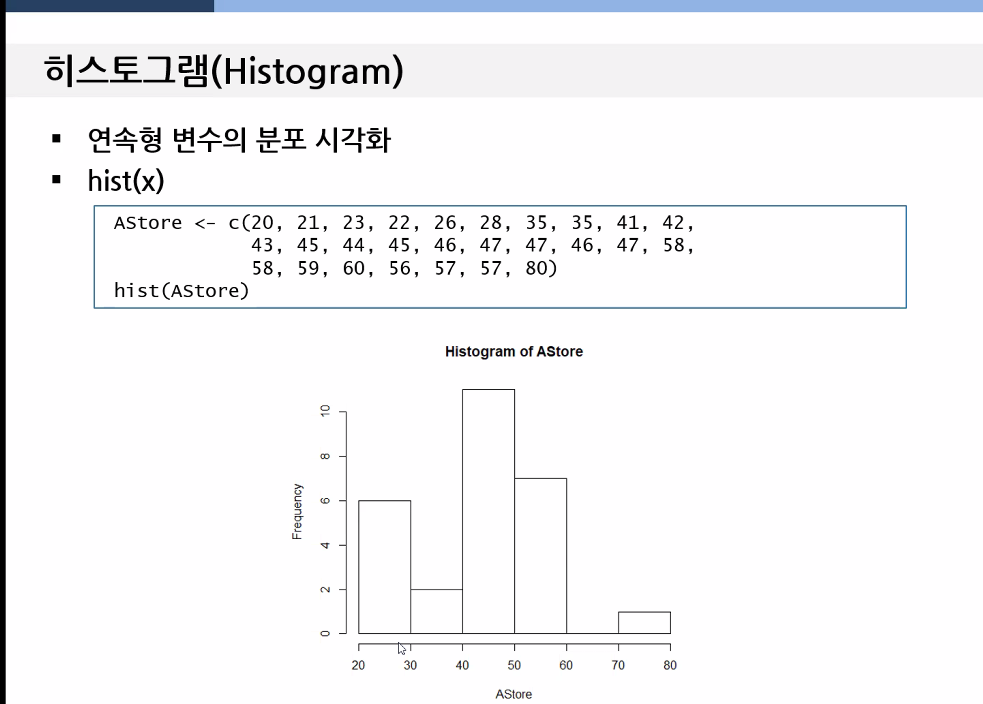 히스토그램(Histogram)
▪ 연속형 변수의 분포 시각화
▪ hist(x)
AStore <- c(20, 21, 23, 22, 26, 28, 35, 35, 41, 42,
43, 45, 44, 45, 46, 47, 47, 46, 47, 58,
58, 59, 60, 56, 57, 57, 80)
hist(AStore)
Histogram of AStore
Frequency
10
8
6
4
2
0
20 30 40 50 60 70 80
AStore